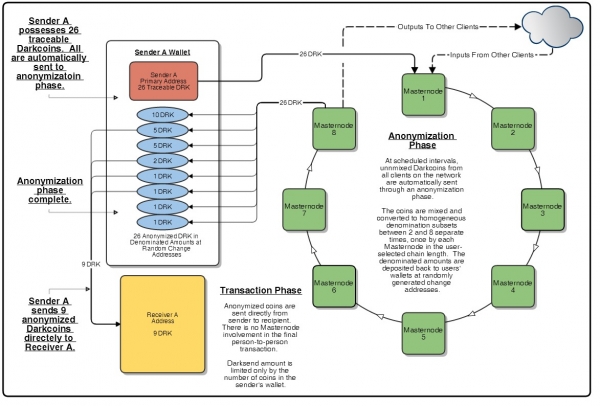 Sender A
possesses 26
traceable
Darkcoins. All
are automatically
sent to
anonymizatoin
phase.
Anonymization
phase
complete.
Sender A
sends 9
anonymized
Darkcoins
direclely to
Receiver A.
Sender A Wallet
Sender A
Primary Address
26 Traceable DRK
10 DRK
5 DRK
5 DRK
2 DRK
1 DRK
1 DRK
1 DRK
1 DRK
26 Anonymized DRK in
Denominated Amounts at
Random Change
Addresses
9 DRK
Receiver A
Address
9 DRK
26 DRK
26 DRK
Outputs To Other Clients
Inputs From Other Clients
Masternode
1
Masternode
2
Masternode
3
Masternode
4
Masternode
5
Masternode
6
Masternode
7
Masternode
8
Anonymization
Phase
At scheduled intervals,
unnmixed Darkcoins from
all clients on the network
are automatically sent
through an anonymization
phase.
The coins are mixed and
converted to homogeneous
denomination subsets
between 2 and 8 separate
times, once by each
Masternode in the user-
selected chain length. The
denominated amounts are
deposited back to users'
wallets at randomly
generated change
addresses.
Transaction Phase
Anonymized coins are
sent directly from
sender to recipient.
There is no Masternode
involvement in the final
person-to-person
transaction.
Darksend amount is
limited only by the
number of coins in the
sender's wallet.